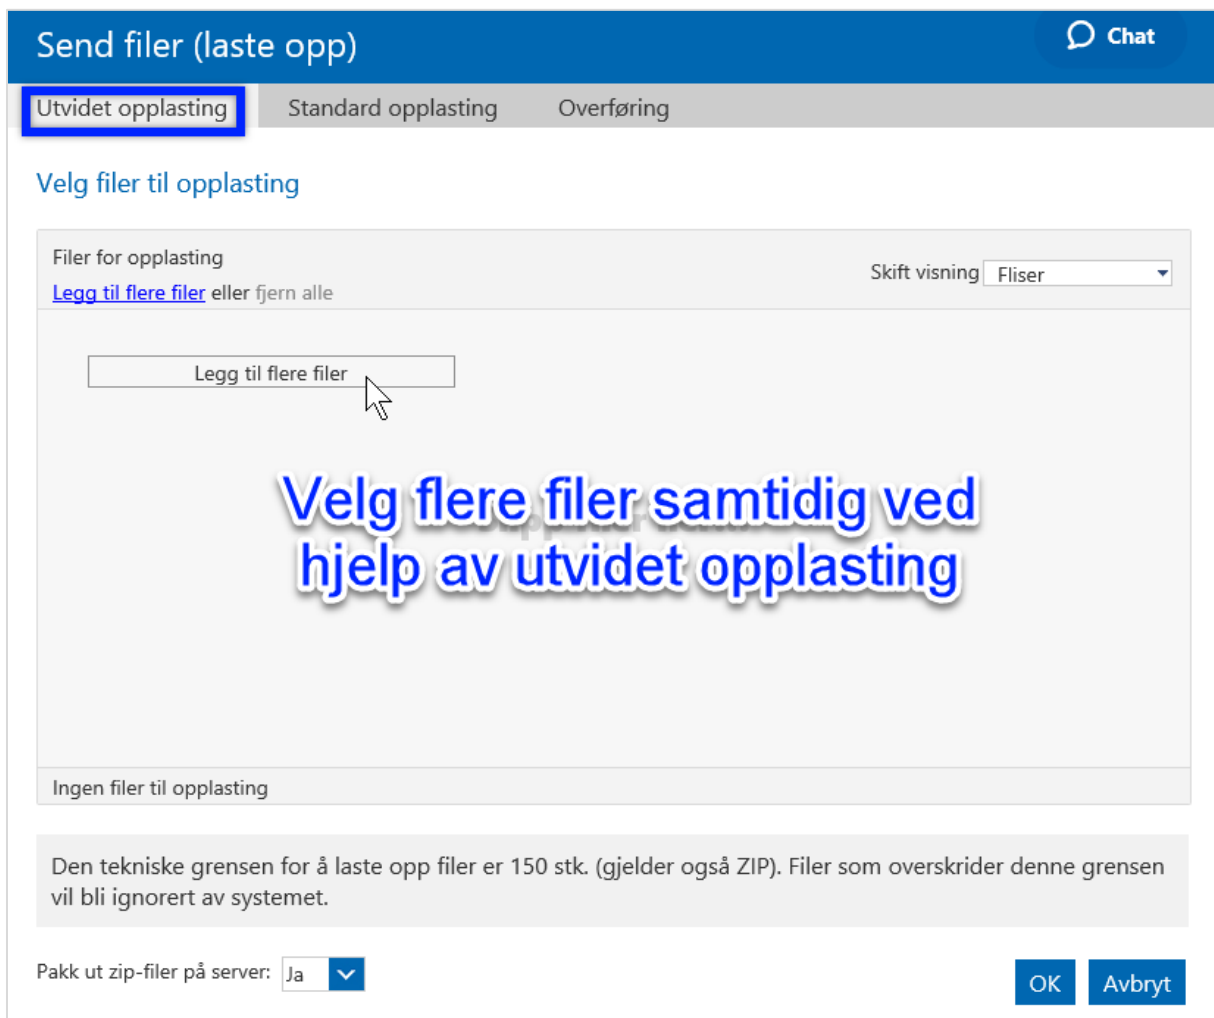 Send filer (laste opp)
Chat
Utvidet opplasting
Standard opplasting
Overføring
Velg filer til opplasting
Filer for opplasting
Skift visning
Fliser
Legg til flere filer eller fjern alle
Legg til flere filer
Velg flere filer samtidig ved
hjelp av utvidet opplasting
Ingen filer til opplasting
Den tekniske grensen for å laste opp filer er 150 stk. (gjelder også ZIP). Filer som overskrider denne grensen
vil bli ignorert av systemet.
Pakk ut zip-filer på server:
Ja
OK
Avbryt